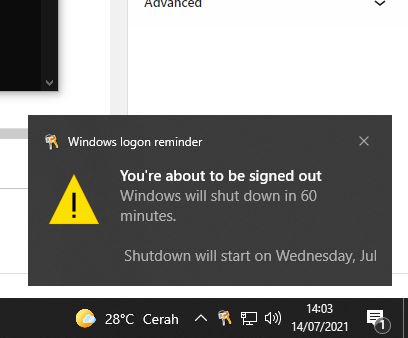 Advanced
Windows logon reminder
You're about to be signed out
Windows will shut down in 60
minutes.
Shutdown will start on Wednesday, Jul
28°C Cerah
14:03
14/07/2021
1